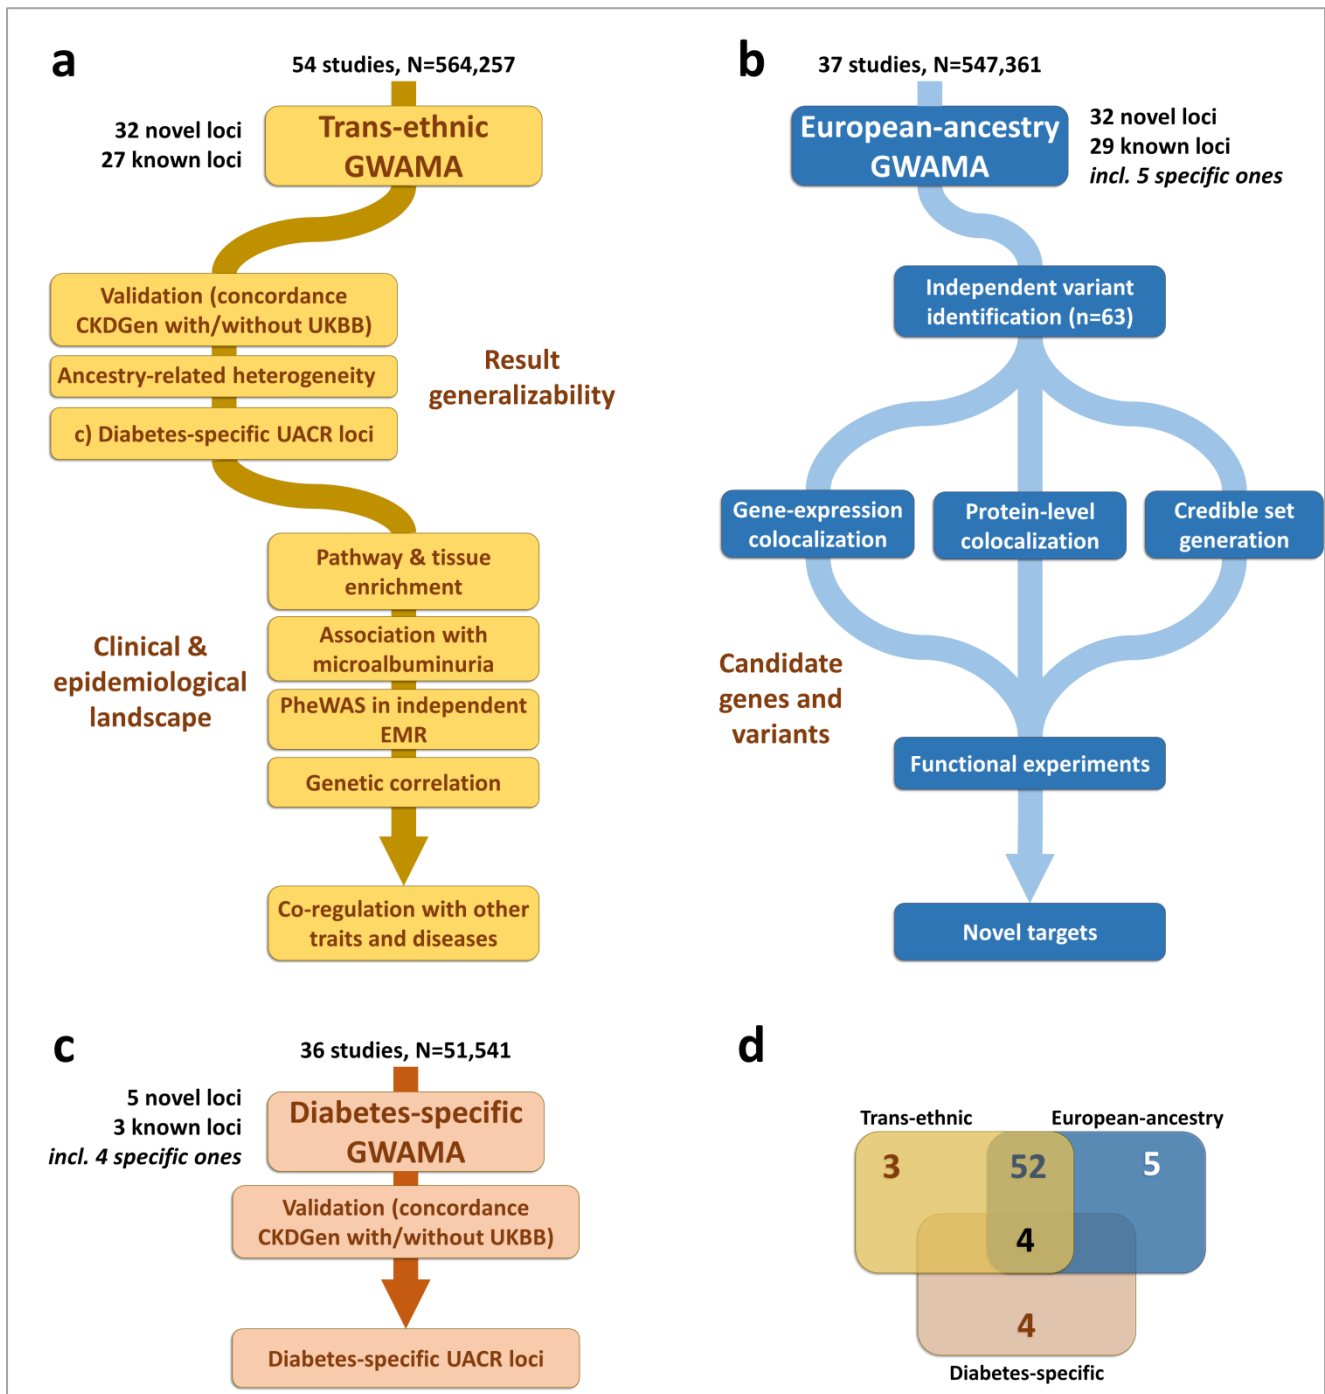 a
54 studies, N=564,257
32 novel loci
27 known loci
Trans-ethnic
GWAMA
Validation (concordance
CKDGen with/without UKBB)
Ancestry-related heterogeneity
c) Diabetes-specific UACR loci
Result
generalizability
Pathway & tissue
enrichment
Association with
microalbuminuria
PheWAS in independent
EMR
Genetic correlation
Clinical &
epidemiological
landscape
Co-regulation with other
traits and diseases
b
37 studies, N=547,361
European-ancestry
GWAMA
32 novel loci
29 known loci
incl. 5 specific ones
Independent variant
identification (n=63)
Gene-expression
colocalization
Protein-level
colocalization
Credible set
generation
Candidate
genes and
variants
Functional experiments
Novel targets
c
36 studies, N=51,541
5 novel loci
3 known loci
incl. 4 specific ones
Diabetes-specific
GWAMA
Validation (concordance
CKDGen with/without UKBB)
Diabetes-specific UACR loci
d
Trans-ethnic
European-ancestry
3
52
5
4
4
Diabetes-specific